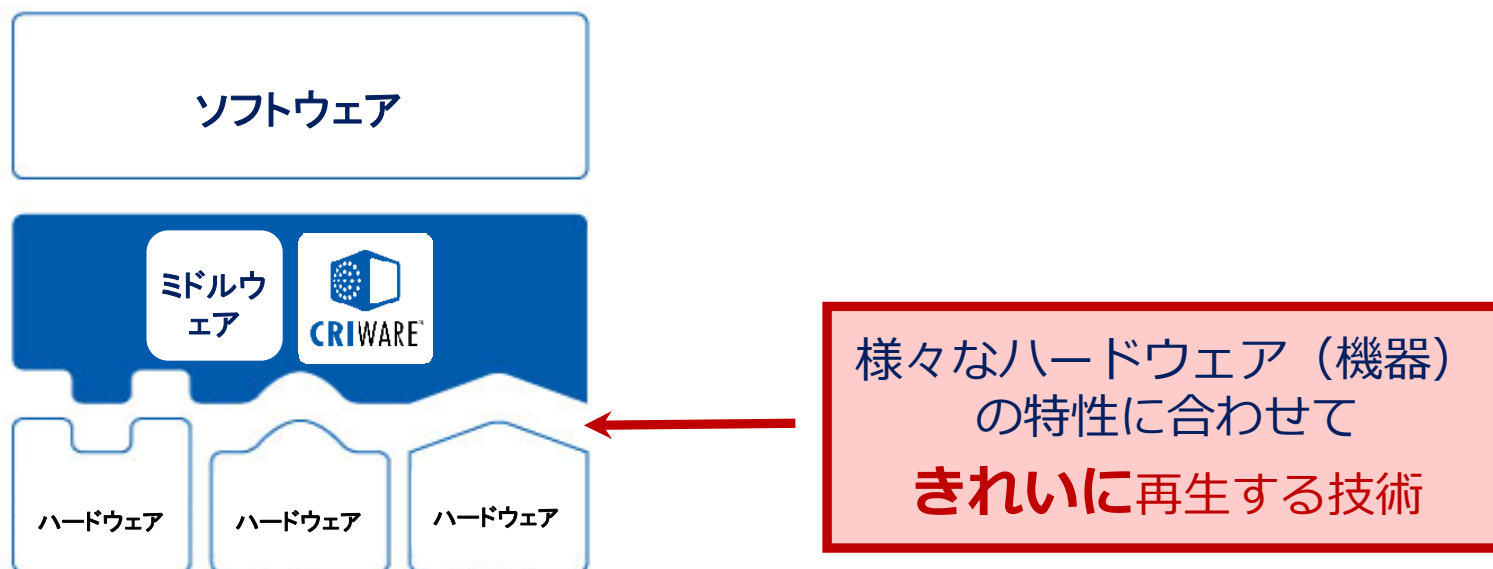 ソフトウェア
ミドルウ
ェア
CRIWARE™
ハードウェア
ハードウェア
ハードウェア
様々なハードウェア（機器）
の特性に合わせて
きれいに再生する技術